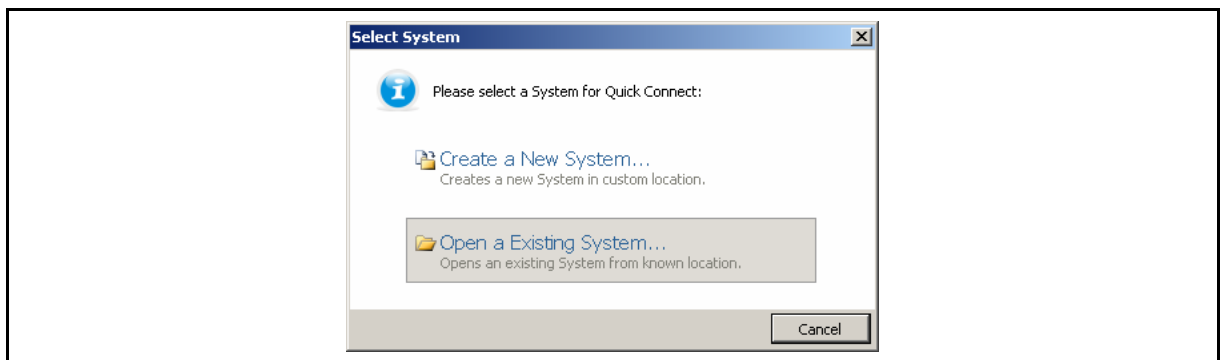 Select System
Please select a System for Quick Connect:
Create a New System...
Creates a new System in custom location.
Open a Existing System...
Opens an existing System from known location.
Cancel